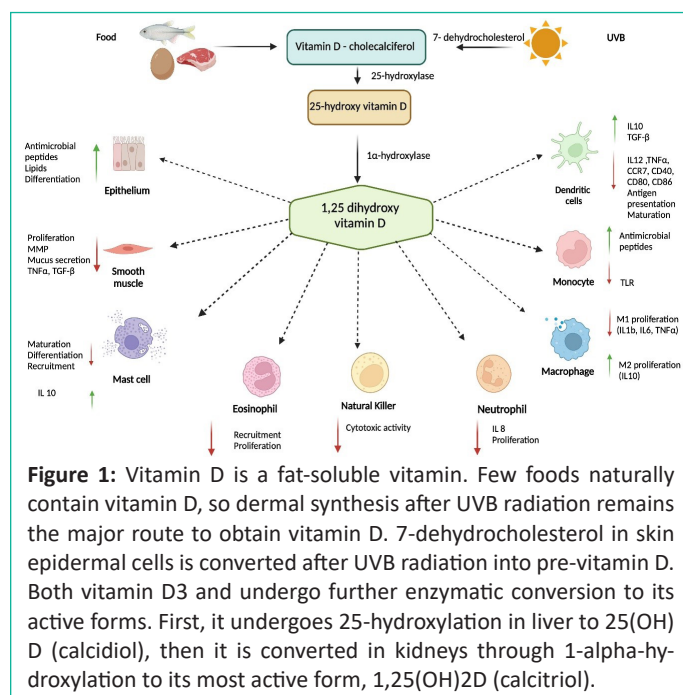 Food
Vitamin D - cholecalciferol
7- dehydrocholesterol
UVB
25-hydroxylase
25-hydroxy vitamin D
1α-hydroxylase
1,25 dihydroxy
vitamin D
Antimicrobial
peptides
Lipids
Differentiation
Epithelium
Proliferation
MMP
Mucus secretion
TNFα, TGF-β
Smooth
muscle
Maturation
Differentiation
Recruitment
IL 10
Mast cell
Eosinophil
Recruitment
Proliferation
Natural Killer
Cytotoxic activity
Neutrophil
IL 8
Proliferation
IL10
TGF-β
IL12 ,TNFα,
CCR7, CD40,
CD80, CD86
Antigen
presentation
Maturation
Dendritic
cells
Antimicrobial
peptides
TLR
Monocyte
M1 proliferation
(IL1b, IL6, TNFα)
M2 proliferation
(IL10)
Macrophage
Figure 1: Vitamin D is a fat-soluble vitamin. Few foods naturally
contain vitamin D, so dermal synthesis after UVB radiation remains
the major route to obtain vitamin D. 7-dehydrocholesterol in skin
epidermal cells is converted after UVB radiation into pre-vitamin D.
Both vitamin D3 and undergo further enzymatic conversion to its
active forms. First, it undergoes 25-hydroxylation in liver to 25(OH)
D (calcidiol), then it is converted in kidneys through 1-alpha-hy-
droxylation to its most active form, 1,25(OH)2D (calcitriol).